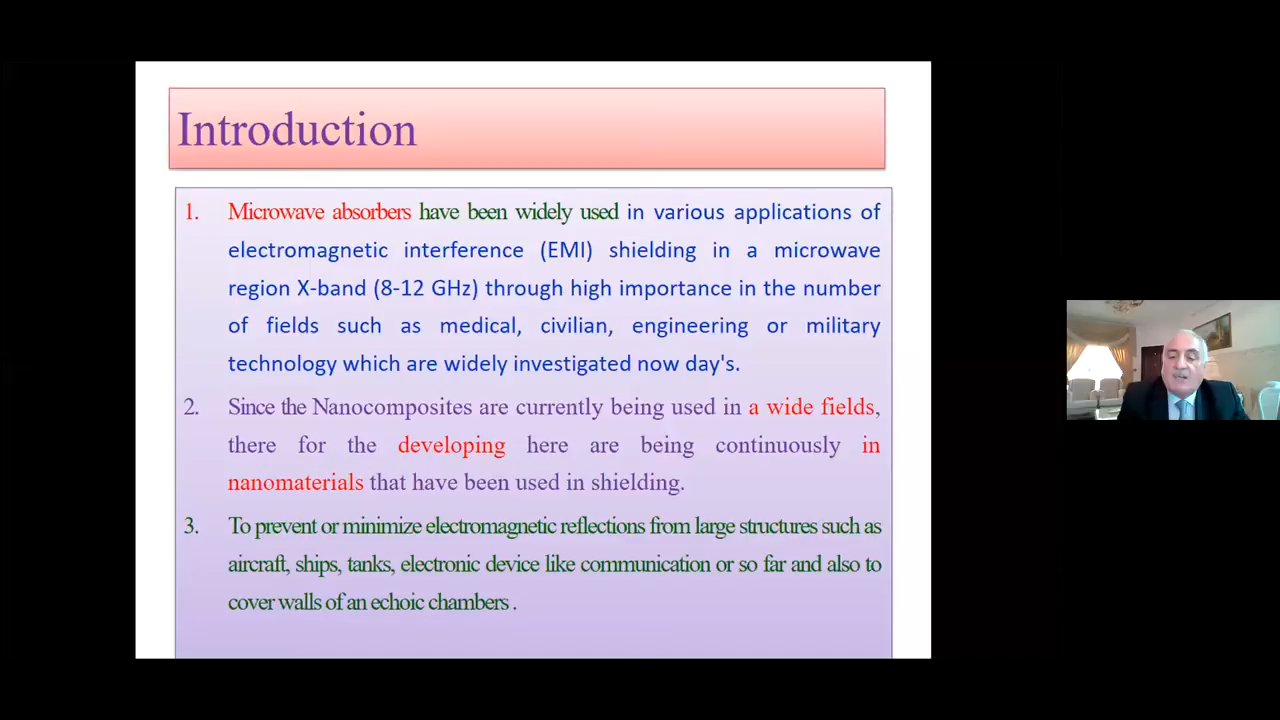 Introduction
1. Microwave absorbers have been widely used in various applications of
electromagnetic interference (EMI) shielding in a microwave
region X-band (8-12 GHz) through high importance in the number
of fields such as medical, civilian, engineering or military
technology which are widely investigated now day's.
2. Since the Nanocomposites are currently being used in a wide fields,
there for the developing here are being continuously in
nanomaterials that have been used in shielding.
3. To prevent or minimize electromagnetic reflections from large structures such as
aircraft, ships, tanks, electronic device like communication or so far and also to
cover walls of an echoic chambers .